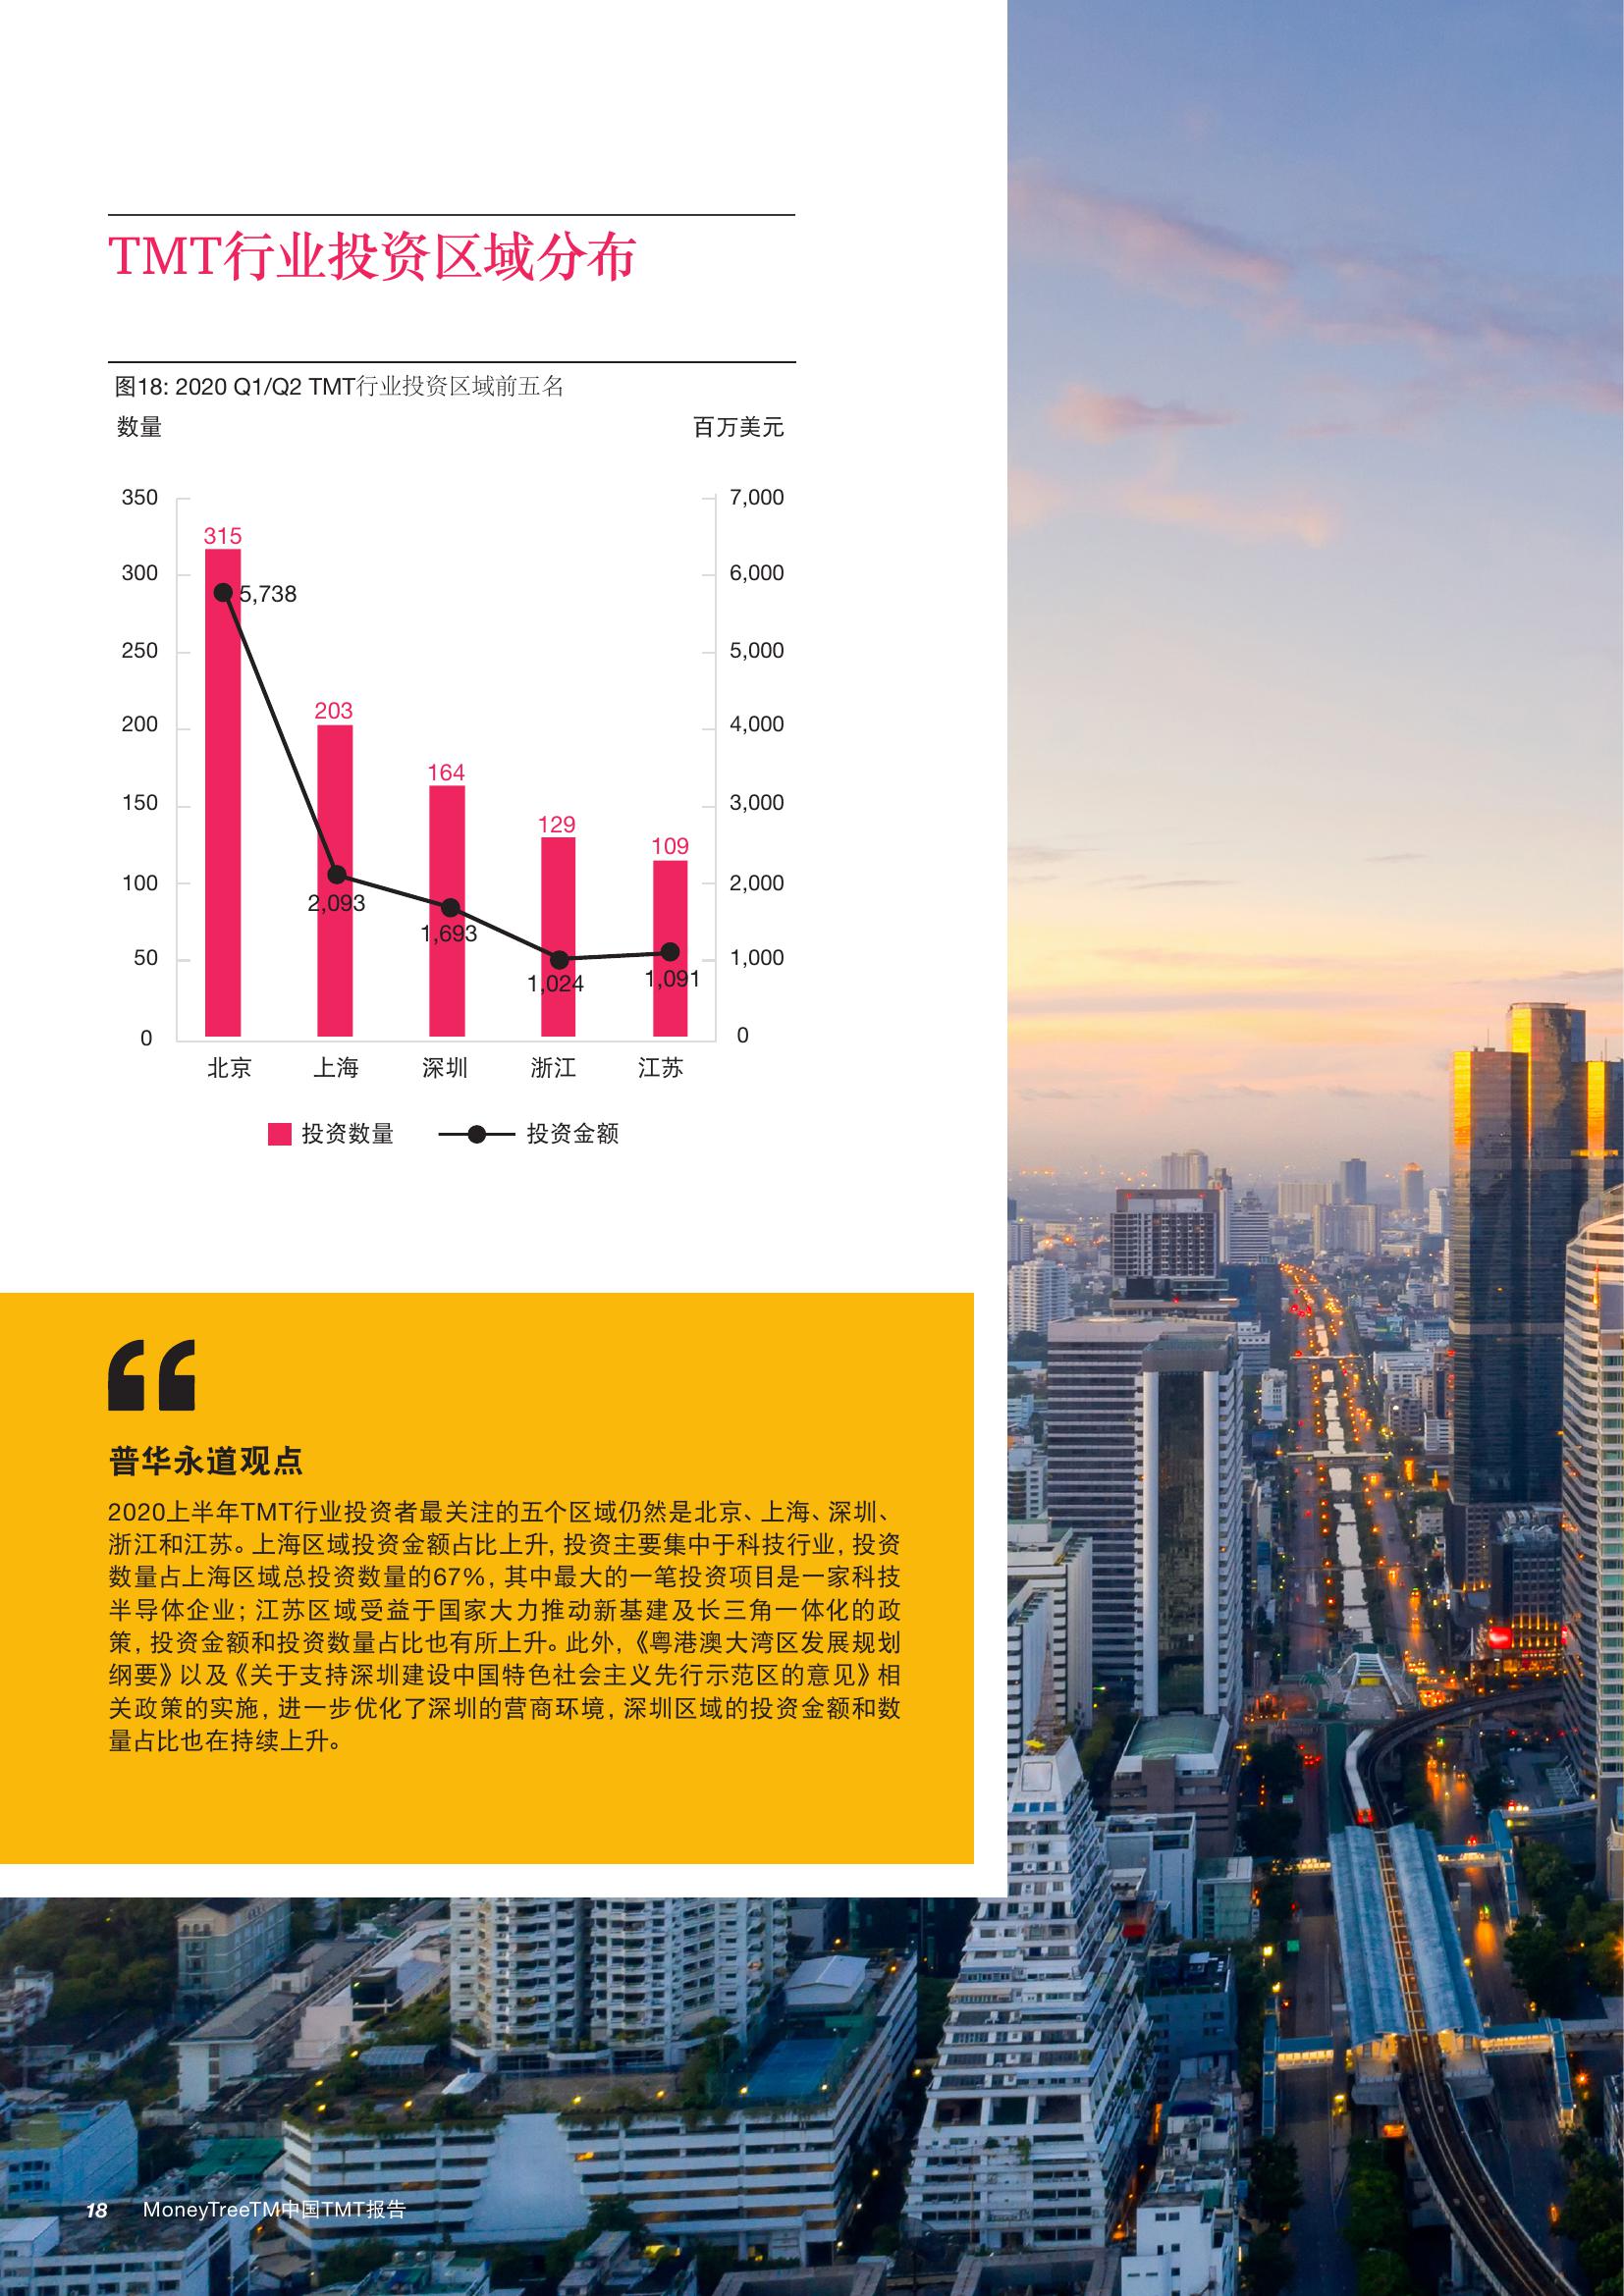 TMT行业投资区域分布
图18: 2020 Q1/Q2 TMT行业投资区域前五名
数量 百万美元
350 7,000
315
300 6,000
5,738
250 5,000
203
200 4,000
164
150 3,000
129
109
100 2,000
2,093
1,693
50 1,000
1,024 1,091
0 0
北京 上海 深圳 浙江 江苏
投资数量 投资金额
“
普华永道观点
2020上半年TMT行业投资者最关注的五个区域仍然是北京、上海、深圳、
浙江和江苏。上海区域投资金额占比上升, 投资主要集中于科技行业, 投资
数量占上海区域总投资数量的67%, 其中最大的一笔投资项目是一家科技
半导体企业; 江苏区域受益于国家大力推动新基建及长三角一体化的政
策, 投资金额和投资数量占比也有所上升。此外, 《粤港澳大湾区发展规划
纲要》以及《关于支持深圳建设中国特色社会主义先行示范区的意见》相
关政策的实施, 进一步优化了深圳的营商环境, 深圳区域的投资金额和数
量占比也在持续上升。
18 MoneyTreeTM中国TMT报告